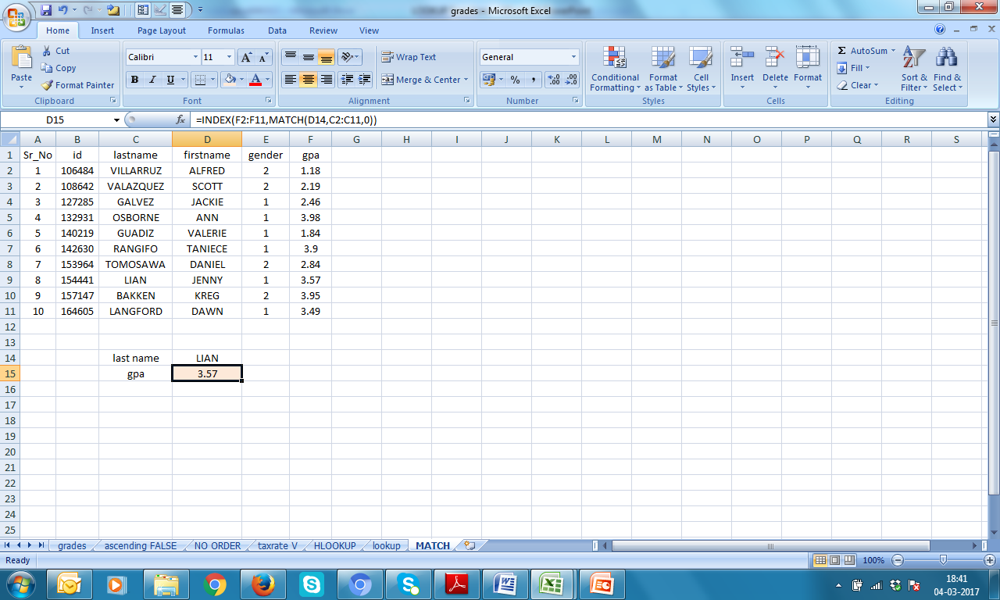 grades - Microsoft Excel
Home Insert Page Layout Formulas Data Review View
Paste
Cut
Copy
Format Painter
Clipboard
Calibri 11
B I U
Font
Wrap Text
Merge & Center
Alignment
General
% ,
Number
Conditional Formatting
Format as Table
Cell Styles
Styles
Insert Delete Format
Cells
Σ AutoSum
Fill
Clear
Sort & Filter
Find & Select
Editing
D15 fx =INDEX(F2:F11,MATCH(D14,C2:C11,0))
A B C D E F G H I J K L M N O P Q R S
1 Sr_No id lastname firstname gender gpa
2 1 106484 VILLARRUZ ALFRED 2 1.18
3 2 108642 VALAZQUEZ SCOTT 2 2.19
4 3 127285 GALVEZ JACKIE 1 2.46
5 4 132931 OSBORNE ANN 1 3.98
6 5 140219 GUADIZ VALERIE 1 1.84
7 6 142630 RANGIFO TANIECE 1 3.9
8 7 153964 TOMOSAWA DANIEL 2 2.84
9 8 154441 LIAN JENNY 1 3.57
10 9 157147 BAKKEN KREG 2 3.95
11 10 164605 LANGFORD DAWN 1 3.49
12
13
14 last name LIAN
15 gpa 3.57
16
17
18
19
20
21
22
23
24
25
grades ascending FALSE NO ORDER taxrate V HLOOKUP lookup MATCH
Ready 100%
18:41
04-03-2017